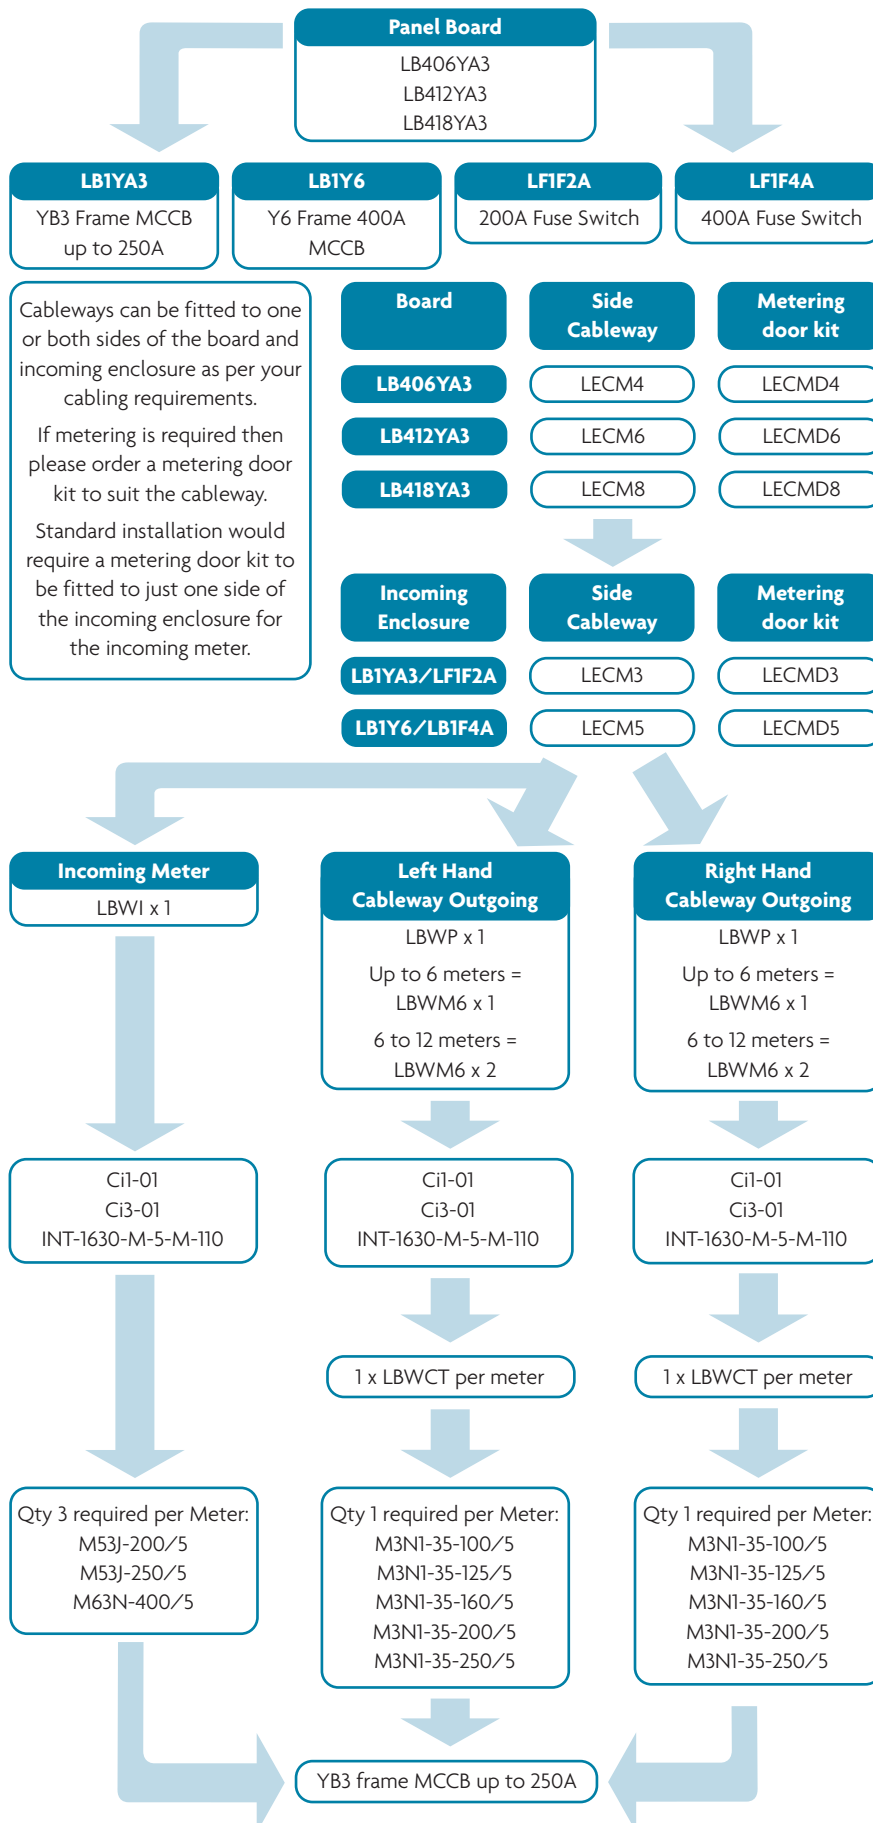 Panel Board
LB406YA3
LB412YA3
LB418YA3
LB1YA3
YB3 Frame MCCB
up to 250A
LB1Y6
Y6 Frame 400A
MCCB
LF1F2A
200A Fuse Switch
LF1F4A
400A Fuse Switch
Cableways can be fitted to one
or both sides of the board and
incoming enclosure as per your
cabling requirements.
If metering is required then
please order a metering door
kit to suit the cableway.
Standard installation would
require a metering door kit to
be fitted to just one side of
the incoming enclosure for
the incoming meter.
Board
Side
Cableway
Metering
door kit
LB406YA3
LECM4
LECMD4
LB412YA3
LECM6
LECMD6
LB418YA3
LECM8
LECMD8
Incoming
Enclosure
Side
Cableway
Metering
door kit
LB1YA3/LF1F2A
LECM3
LECMD3
LB1Y6/LB1F4A
LECM5
LECMD5
Incoming Meter
LBWI x 1
Left Hand
Cableway Outgoing
LBWP x 1
Up to 6 meters =
LBWM6 x 1
6 to 12 meters =
LBWM6 x 2
Right Hand
Cableway Outgoing
LBWP x 1
Up to 6 meters =
LBWM6 x 1
6 to 12 meters =
LBWM6 x 2
Ci1-01
Ci3-01
INT-1630-M-5-M-110
Ci1-01
Ci3-01
INT-1630-M-5-M-110
Ci1-01
Ci3-01
INT-1630-M-5-M-110
1 x LBWCT per meter
1 x LBWCT per meter
Qty 3 required per Meter:
M53J-200/5
M53J-250/5
M63N-400/5
Qty 1 required per Meter:
M3N1-35-100/5
M3N1-35-125/5
M3N1-35-160/5
M3N1-35-200/5
M3N1-35-250/5
Qty 1 required per Meter:
M3N1-35-100/5
M3N1-35-125/5
M3N1-35-160/5
M3N1-35-200/5
M3N1-35-250/5
YB3 frame MCCB up to 250A